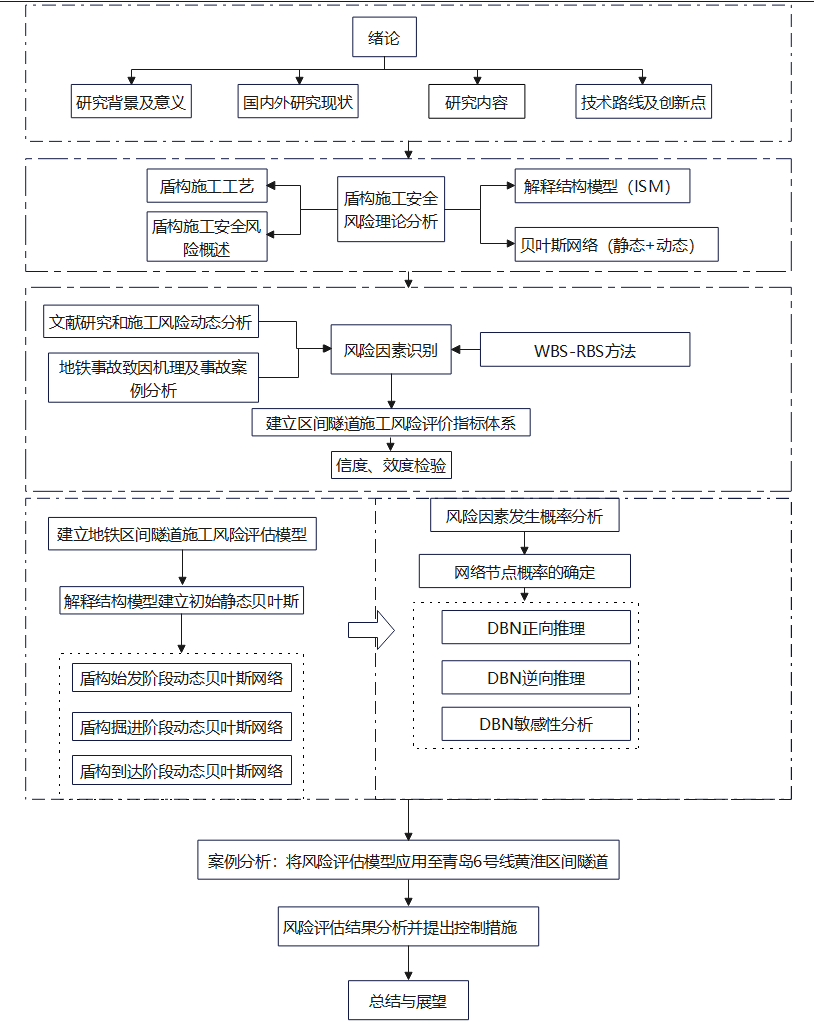 绪论
研究背景及意义
国内外研究现状
研究内容
技术路线及创新点
盾构施工工艺
盾构施工安全风
险概述
盾构施工安全
风险理论分析
解释结构模型（ISM）
贝叶斯网络（静态+动态）
文献研究和施工风险动态分析
地铁事故致因机理及事故案
例分析
风险因素识别
WBS-RBS方法
建立区间隧道施工风险评价指标体系
信度、效度检验
建立地铁区间隧道施工风险评估模型
解释结构模型建立初始静态贝叶斯
盾构始发阶段动态贝叶斯网络
盾构掘进阶段动态贝叶斯网络
盾构到达阶段动态贝叶斯网络
风险因素发生概率分析
网络节点概率的确定
DBN正向推理
DBN逆向推理
DBN敏感性分析
案例分析：将风险评估模型应用至青岛6号线黄淮区间隧道
风险评估结果分析并提出控制措施
总结与展望